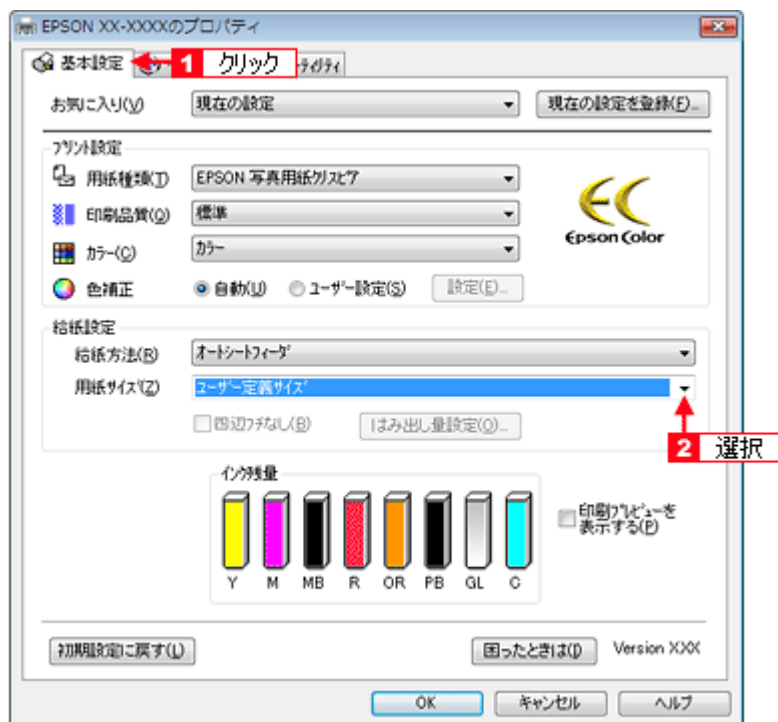 EPSON XX-XXXXのプロパティ
基本設定
1 クリック
ーティリティ
お気に入り(V) 現在の設定 現在の設定を登録(F)...
プリント設定
用紙種類(T) EPSON 写真用紙クリスピア
印刷品質(Q) 標準
カラー(C) カラー
Epson Color
色補正 自動(U) ユーザー設定(S) 設定(E)...
給紙設定
給紙方法(R) オートシートフィーダ
用紙サイズ(Z) ユーザー定義サイズ
四辺フチなし(B) はみ出し量設定(O)...
2 選択
インク残量
Y M MB R OR PB GL C
印刷プレビューを
表示する(P)
初期設定に戻す(L) 困ったときは(I) Version X.XX
OK キャンセル ヘルプ